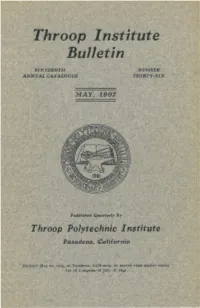 Throop Institute
Bulletin
SIXTEENTH NUMBER
ANNUAL CATALOGUE THIRTY-SIX
MAY, 1907
Published Quarterly By
Throop Polytechnic Institute
Pasadena, California